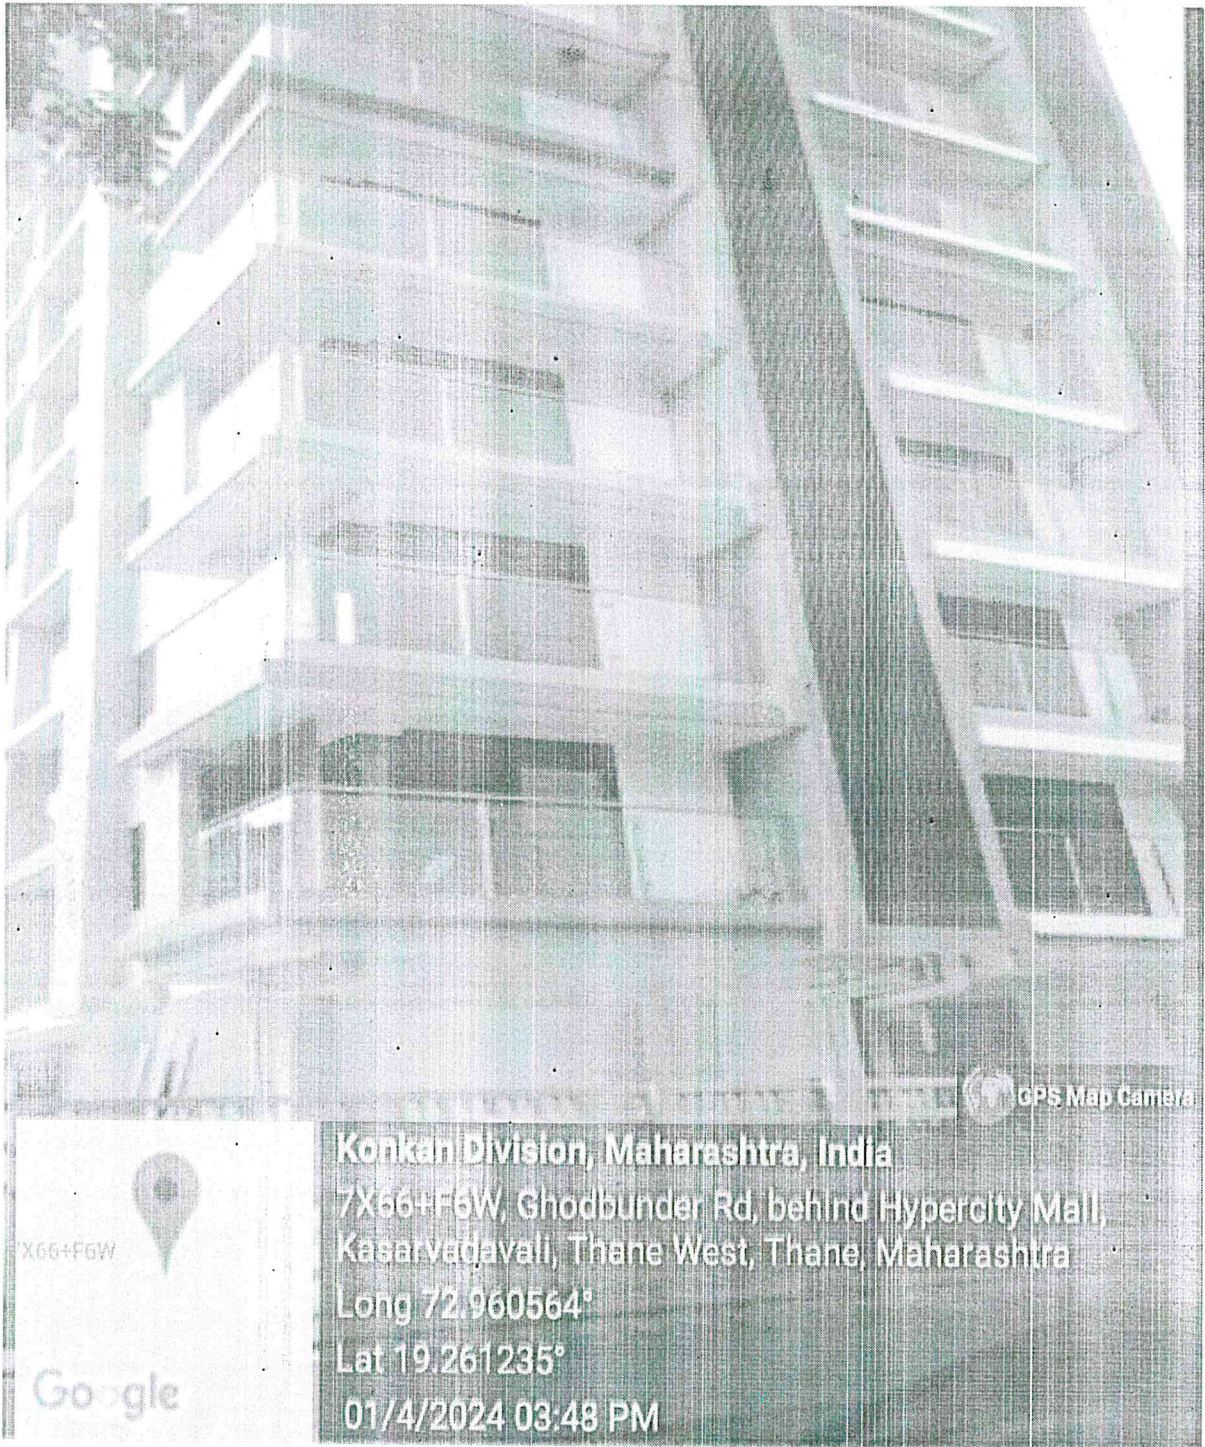 GPS Map Camera
Konkan Division, Maharashtra, India
7X66+F6W, Ghodbunder Rd, behind Hypercity Mall,
Kasarvadavali, Thane West, Thane, Maharashtra
Long 72.960564°
Lat 19.261235°
01/4/2024 03:48 PM
7X66+F6W
Google